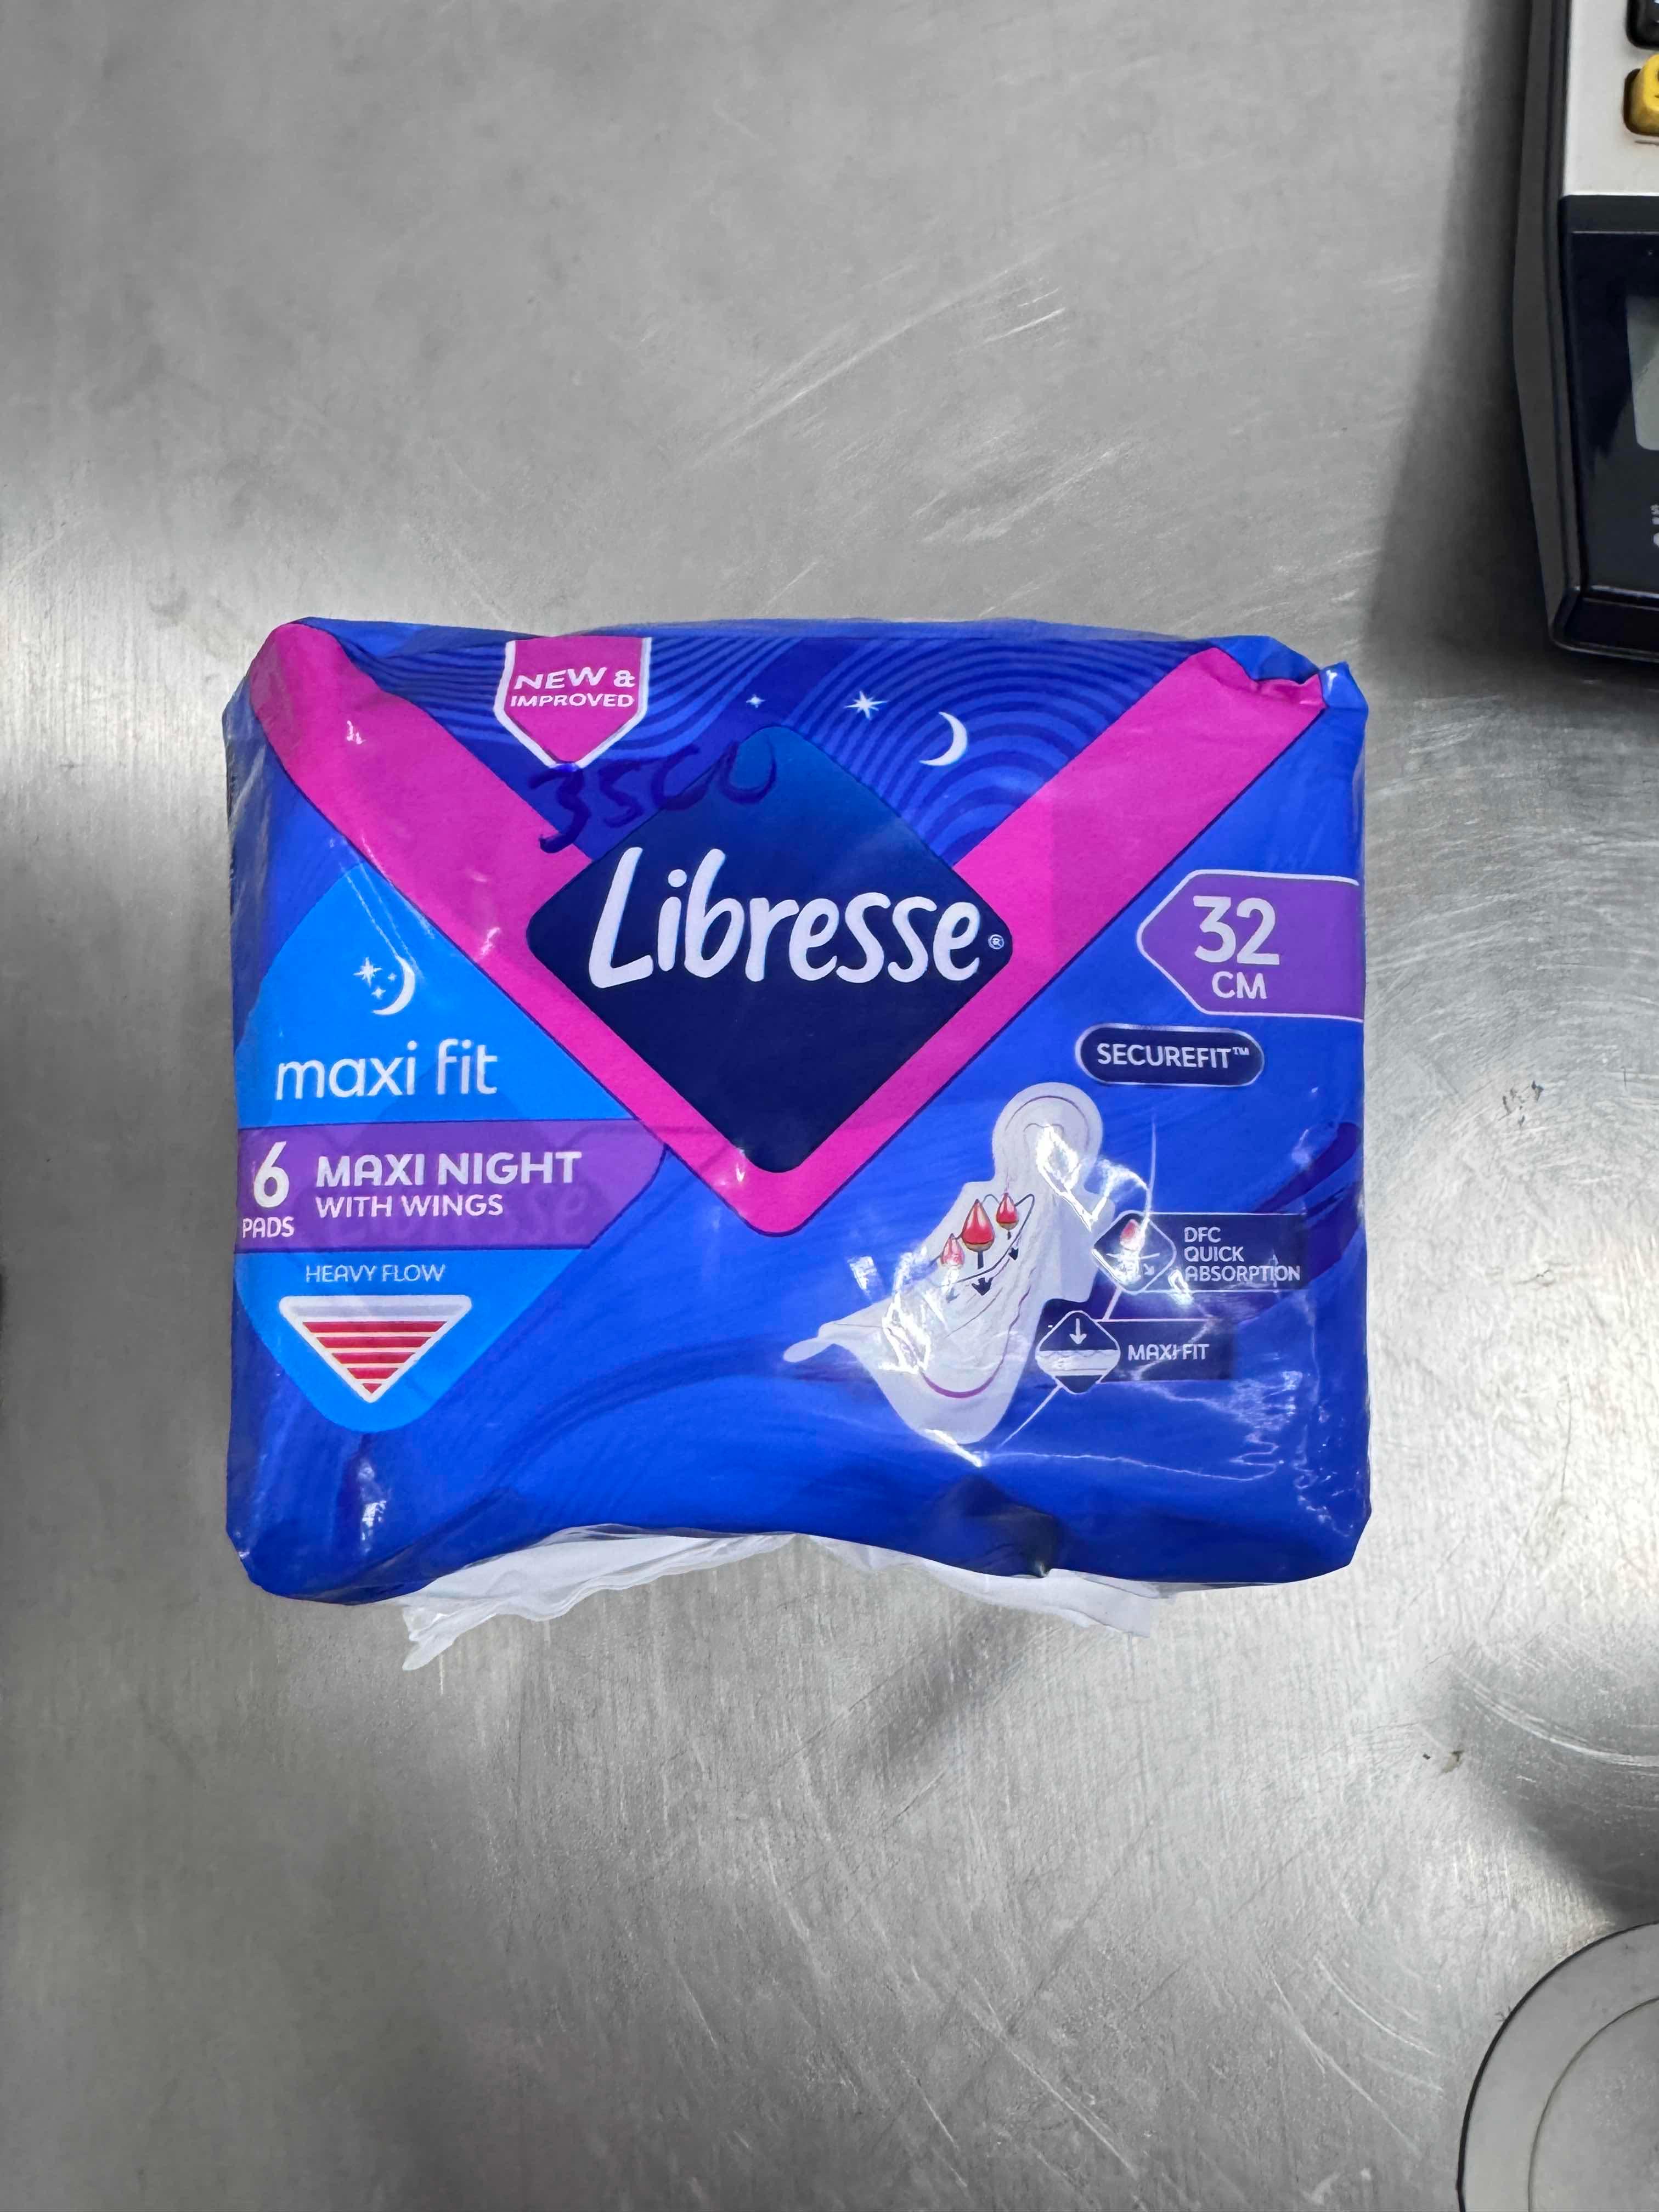 NEW &
IMPROVED
3500
Libresse®
32
CM
SECUREFIT™
maxi fit
6
PADS
MAXI NIGHT
WITH WINGS
HEAVY FLOW
DFC
QUICK
ABSORPTION
MAXI FIT